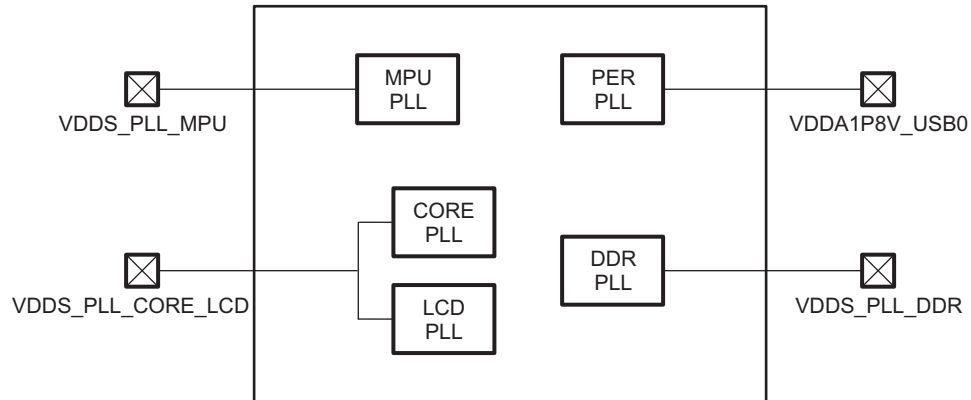 MPU
PLL
PER
PLL
VDDS_PLL_MPU
VDDA1P8V_USB0
CORE
PLL
DDR
PLL
LCD
PLL
VDDS_PLL_CORE_LCD
VDDS_PLL_DDR